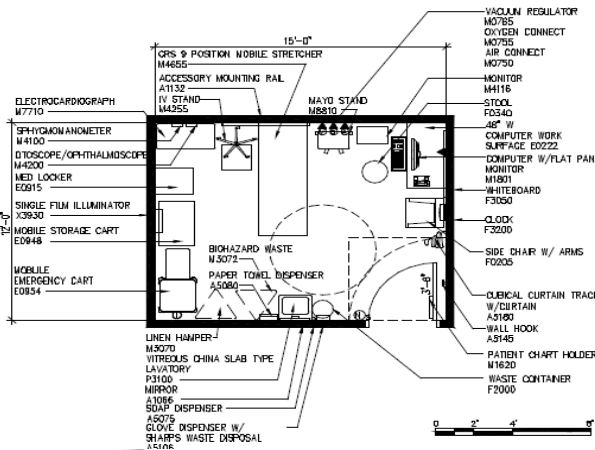 15'-0"
VACUUM REGULATOR
M0765
OXYGEN CONNECT
M0755
AIR CONNECT
M0750
CRS 9 POSITION MOBILE STRETCHER
M4655
ACCESSORY MOUNTING RAIL
A1132
IV STAND
M4255
MAYO STAND
M8810
MONITOR
M4116
STOOL
F0340
48" W
COMPUTER WORK
SURFACE E0222
COMPUTER W/FLAT PAN
MONITOR
M1801
WHITEBOARD
F3050
CLOCK
F3200
SIDE CHAIR W/ ARMS
F0205
CUBICAL CURTAIN TRAC
W/CURTAIN
A5180
WALL HOOK
A5145
PATIENT CHART HOLDER
M1620
WASTE CONTAINER
F2000
ELECTROCARDIOGRAPH
M7710
SPHYGMOMANOMETER
M4100
OTOSCOPE/OPHTHALMOSCOPE
M4200
MED LOCKER
E0915
SINGLE FILM ILLUMINATOR
X3930
MOBILE STORAGE CART
E0948
MOBLILE
EMERGENCY CART
E0954
12'-0"
BIOHAZARD WASTE
M3072
PAPER TOWEL DISPENSER
A5080
3'-8"
LINEN HAMPER
M3070
VITREOUS CHINA SLAB TYPE
LAVATORY
P3100
MIRROR
A1066
SOAP DISPENSER
A5075
GLOVE DISPENSER W/
SHARPS WASTE DISPOSAL
A5106
0 2' 4' 8'